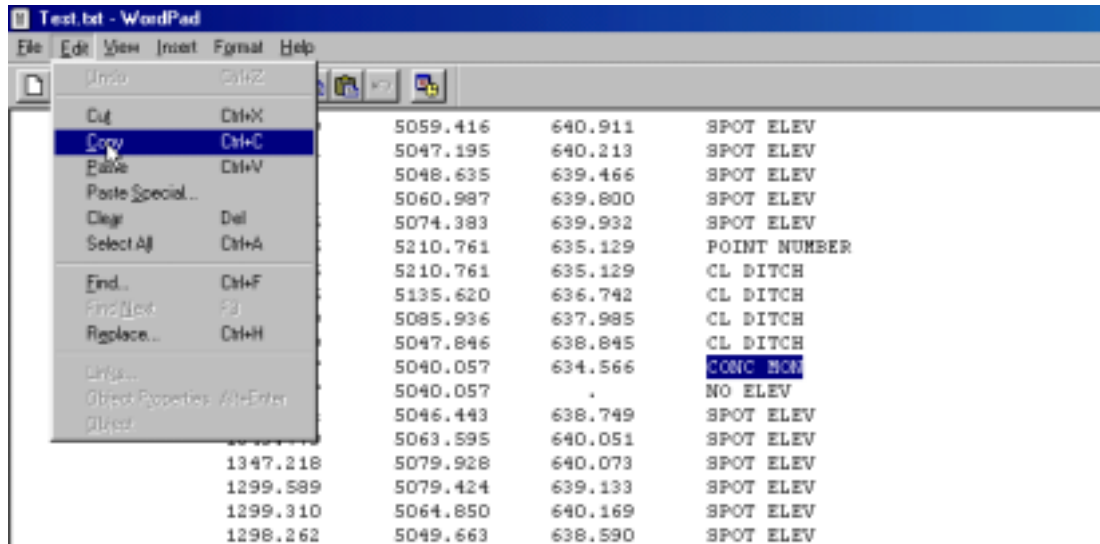 Test.txt - WordPad
File Edit View Insert Format Help
Undo Ctrl+Z
Cut Ctrl+X
Copy Ctrl+C
Paste Ctrl+V
Paste Special...
Clear Del
Select All Ctrl+A
Find... Ctrl+F
Find Next F3
Replace... Ctrl+H
Links...
Object Properties Alt+Enter
Object
5059.416 640.911 SPOT ELEV
5047.195 640.213 SPOT ELEV
5048.635 639.466 SPOT ELEV
5060.987 639.800 SPOT ELEV
5074.383 639.932 SPOT ELEV
5210.761 635.129 POINT NUMBER
5210.761 635.129 CL DITCH
5135.620 636.742 CL DITCH
5085.936 637.985 CL DITCH
5047.846 638.845 CL DITCH
5040.057 634.566 CONC MON
5040.057 . NO ELEV
5046.443 638.749 SPOT ELEV
5063.595 640.051 SPOT ELEV
1347.218 5079.928 640.073 SPOT ELEV
1299.589 5079.424 639.133 SPOT ELEV
1299.310 5064.850 640.169 SPOT ELEV
1298.262 5049.663 638.590 SPOT ELEV